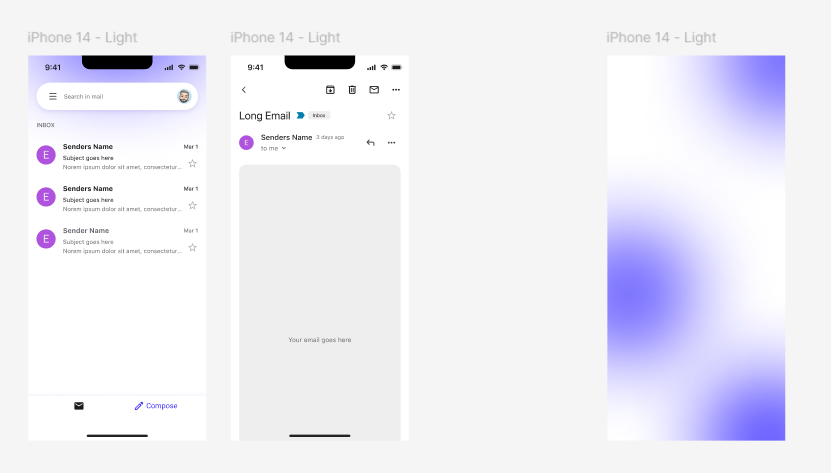 iPhone 14 - Light
iPhone 14 - Light
iPhone 14 - Light
9:41
Search in mail
INBOX
E
Senders Name
Mar 1
Subject goes here
Norem ipsum dolor sit amet, consectetur...
E
Senders Name
Mar 1
Subject goes here
Norem ipsum dolor sit amet, consectetur...
E
Sender Name
Mar 1
Subject goes here
Norem ipsum dolor sit amet, consectetur...
Compose
9:41
Long Email
Inbox
E
Senders Name 3 days ago
to me
Your email goes here